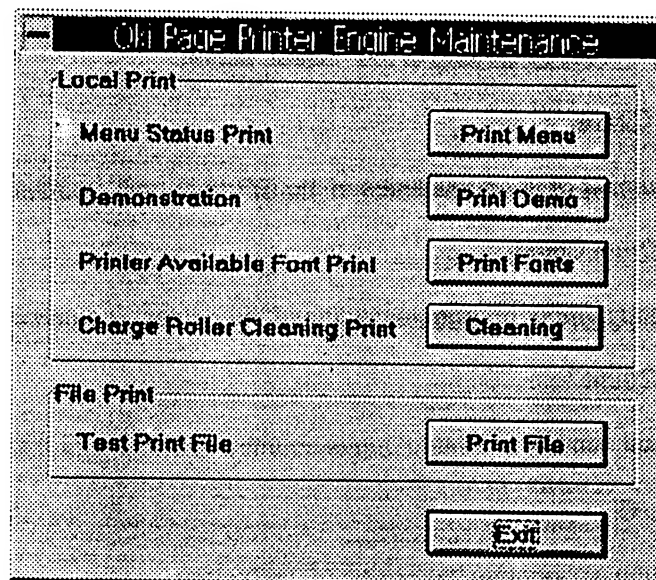 Oki Page Printer Engine Maintenance
Local Print
Menu Status Print Print Menu
Demonstration Print Demo
Printer Available Font Print Print Fonts
Charge Roller Cleaning Print Cleaning
File Print
Test Print File Print File
Exit